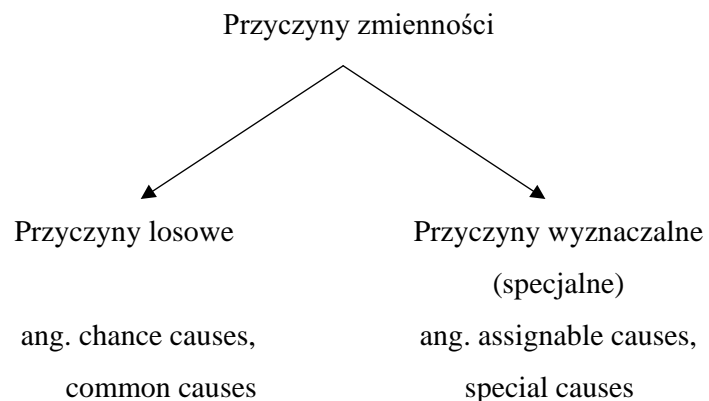 Przyczyny zmienności
Przyczyny losowe
ang. chance causes,
common causes
Przyczyny wyznaczalne
(specjalne)
ang. assignable causes,
special causes